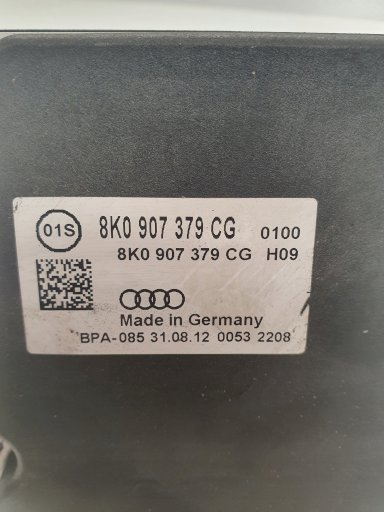 01S
8K0 907 379 CG 0100
8K0 907 379 CG H09
Made in Germany
BPA-085 31.08.12 0053 2208